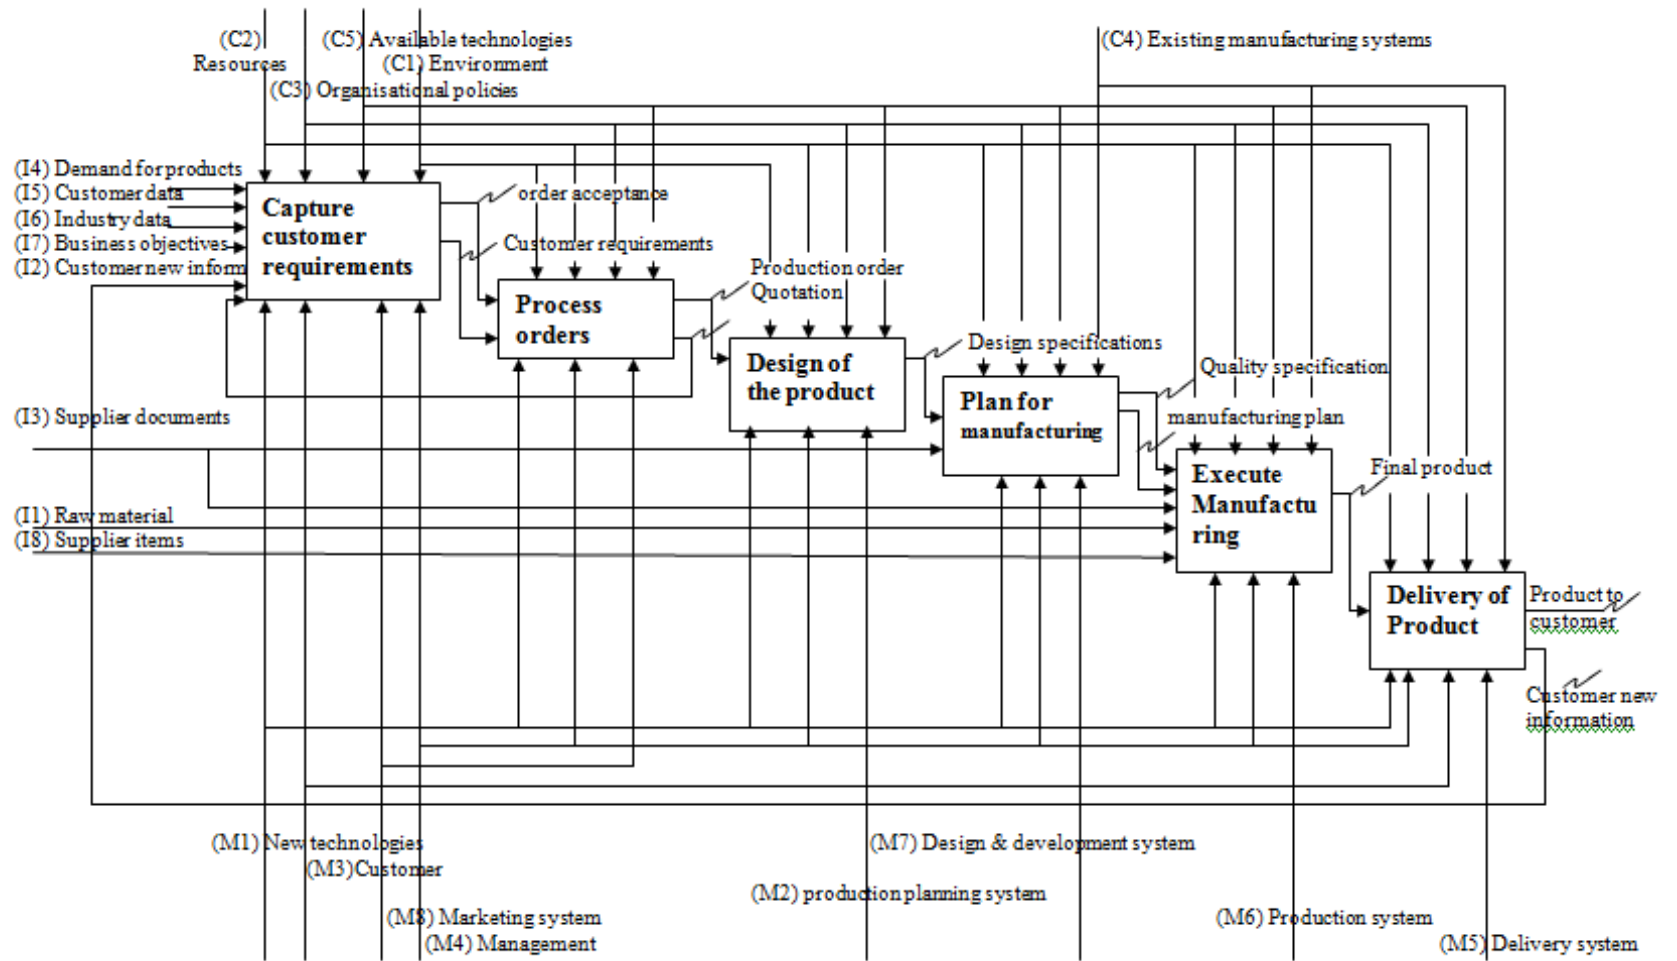 (C2)
Resources
(C5) Available technologies
(C1) Environment
(C3) Organisational policies
(C4) Existing manufacturing systems
(I4) Demand for products
(I5) Customer data
(I6) Industry data
(I7) Business objectives
(I2) Customer new inform
Capture
customer
requirements
order acceptance
Customer requirements
Process
orders
Production order
Quotation
Design of
the product
Design specifications
Plan for
manufacturing
Quality specification
manufacturing plan
(I3) Supplier documents
Execute
Manufactu
ring
Final product
(I1) Raw material
(I8) Supplier items
Delivery of
Product
Product to
customer
Customer new
information
(M1) New technologies
(M3)Customer
(M7) Design & development system
(M2) production planning system
(M8) Marketing system
(M4) Management
(M6) Production system
(M5) Delivery system